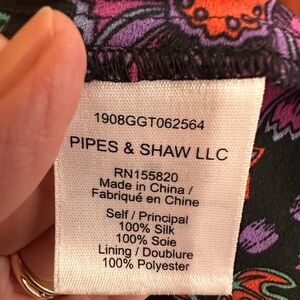 1908GGT062564
PIPES & SHAW LLC
RN155820
Made in China /
Fabriqué en Chine
Self / Principal
100% Silk
100% Soie
Lining / Doublure
100% Polyester